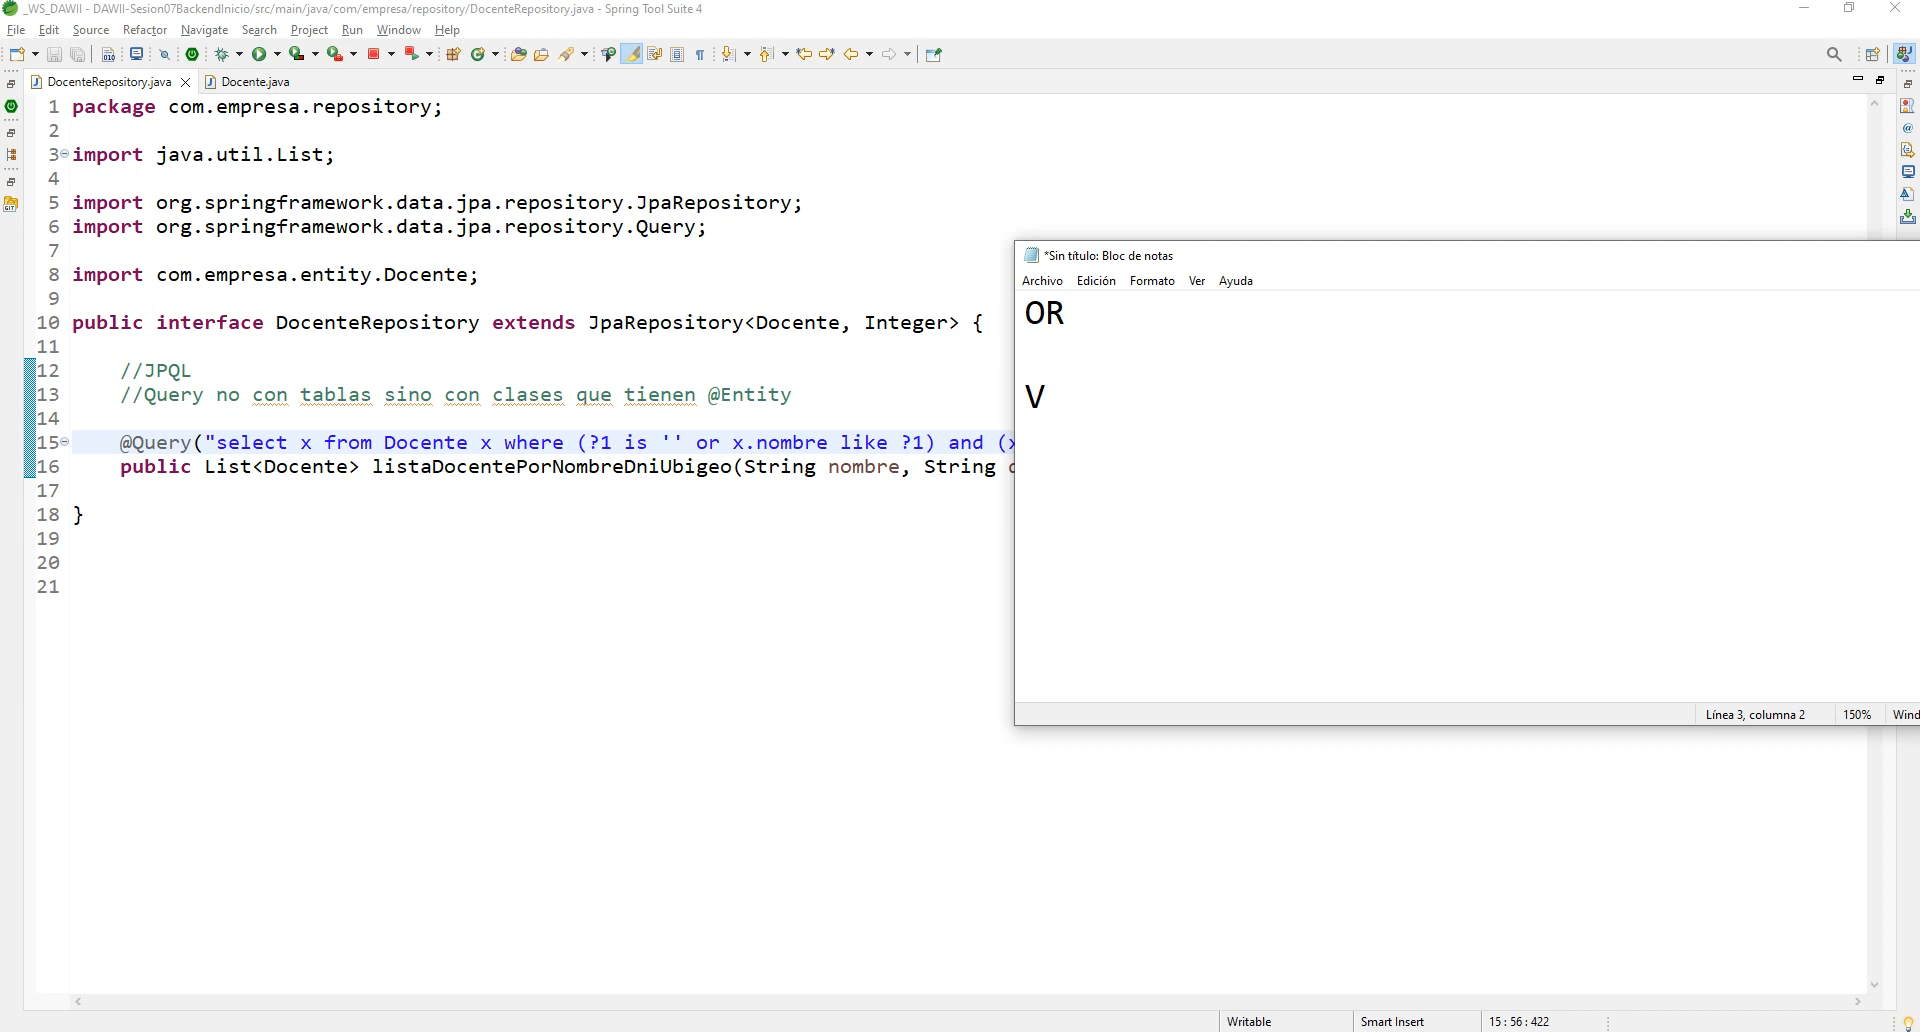 _WS_DAWII - DAWII-Sesion07BackendInicio/src/main/java/com/empresa/repository/DocenteRepository.java - Spring Tool Suite 4
File Edit Source Refactor Navigate Search Project Run Window Help
DocenteRepository.java Docente.java
1 package com.empresa.repository;
2
3 import java.util.List;
4
5 import org.springframework.data.jpa.repository.JpaRepository;
6 import org.springframework.data.jpa.repository.Query;
7
8 import com.empresa.entity.Docente;
9
10 public interface DocenteRepository extends JpaRepository<Docente, Integer> {
11
12 //JPQL
13 //Query no con tablas sino con clases que tienen @Entity
14
15 @Query("select x from Docente x where (?1 is '' or x.nombre like ?1) and (x
16 public List<Docente> listaDocentePorNombreDniUbigeo(String nombre, String
17
18 }
19
20
21
*Sin título: Bloc de notas
Archivo Edición Formato Ver Ayuda
OR
V
Línea 3, columna 2 150% Wind
Writable Smart Insert 15 : 56 : 422